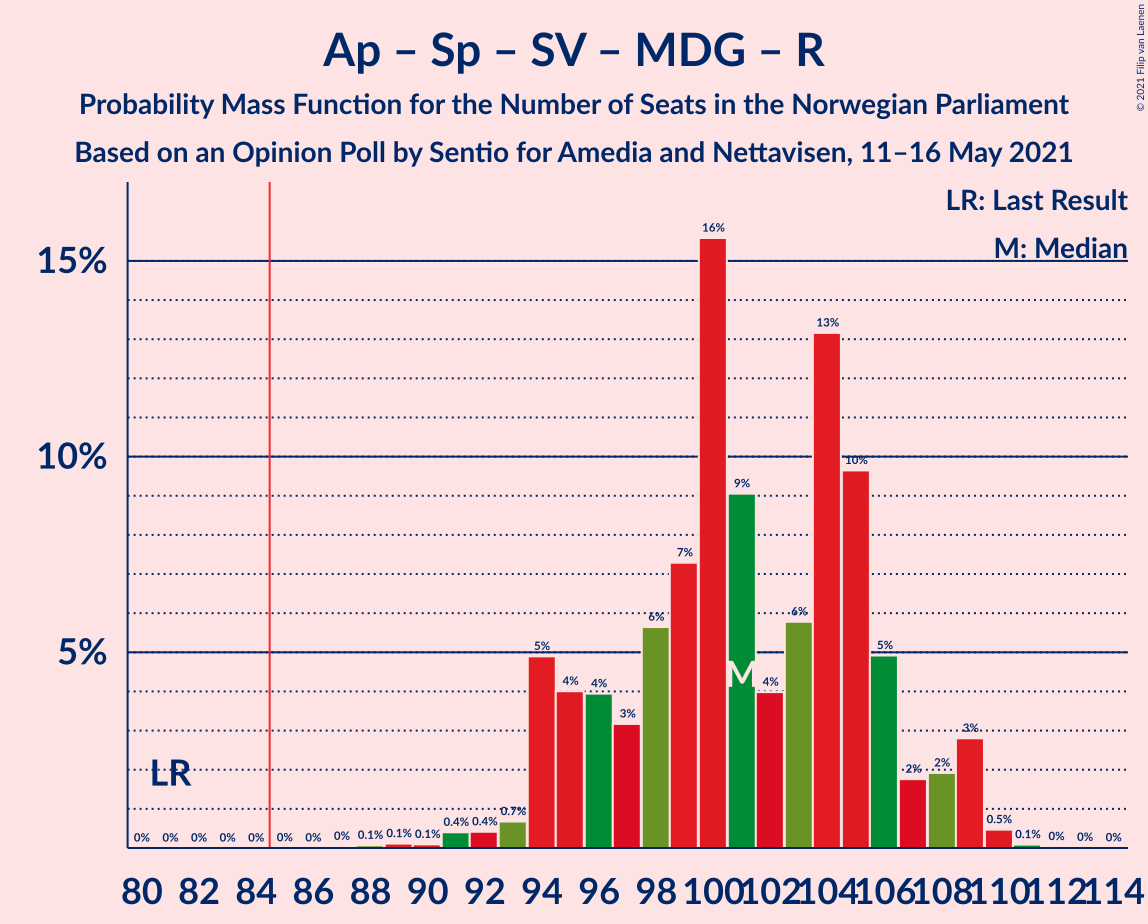 Ap – Sp – SV – MDG – R
Probability Mass Function for the Number of Seats in the Norwegian Parliament
Based on an Opinion Poll by Sentio for Amedia and Nettavisen, 11–16 May 2021
© 2021 Filip van Laenen
LR: Last Result
M: Median
15%
10%
5%
0% 0% 0% 0% 0% 0% 0% 0% 0.1% 0.1% 0.1% 0.4% 0.4% 0.7% 5% 4% 4% 3% 6% 7% 16% 9% 4% 6% 13% 10% 5% 2% 2% 3% 0.5% 0.1% 0% 0% 0%
M
LR
80 82 84 86 88 90 92 94 96 98 100 102 104 106 108 110 112 114